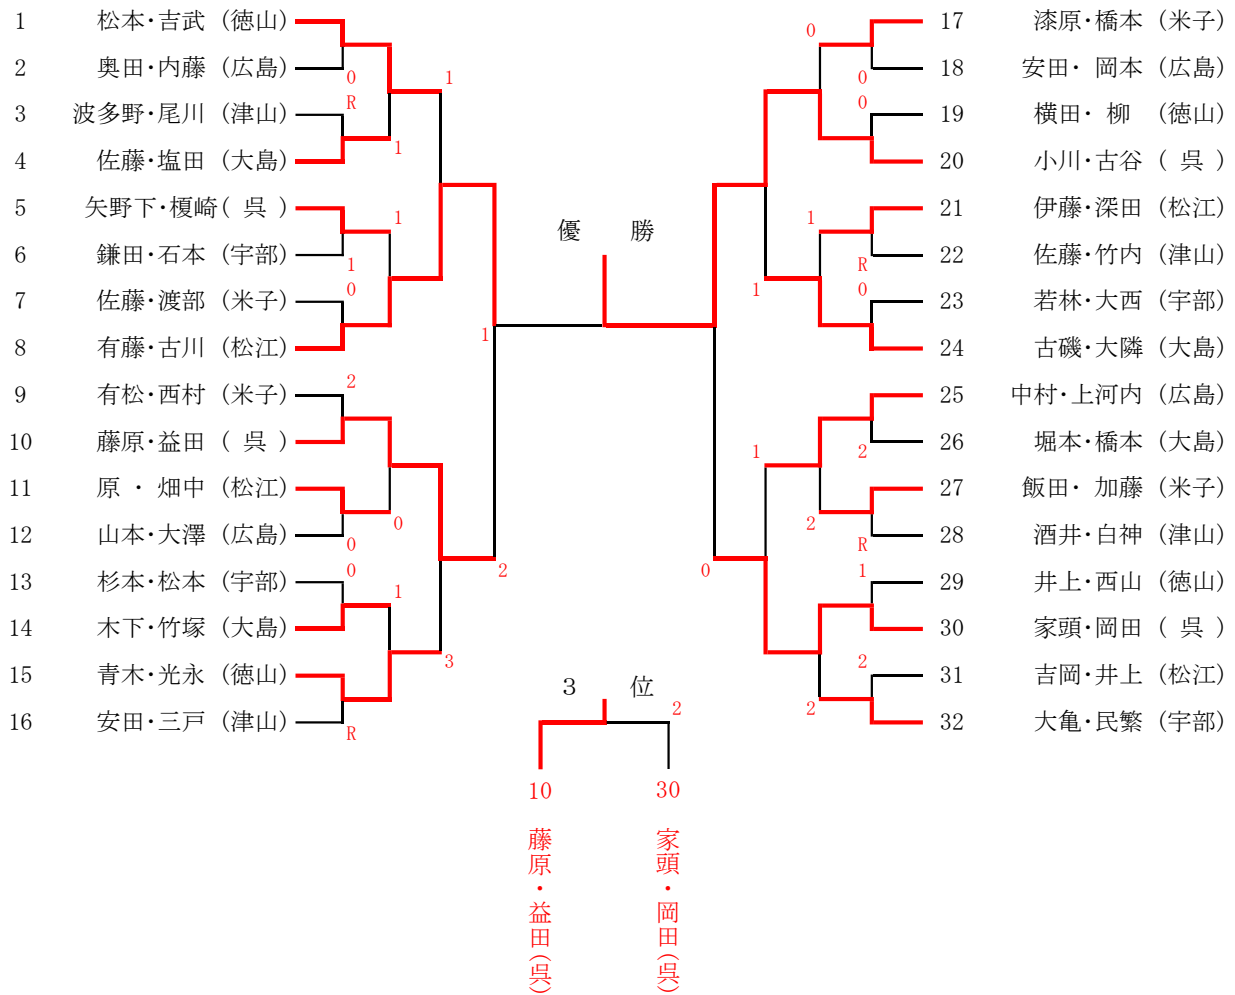 1 松本・吉武 (徳山)
2 奥田・内藤 (広島)
3 波多野・尾川 (津山)
4 佐藤・塩田 (大島)
5 矢野下・榎崎( 呉 )
6 鎌田・石本 (宇部)
7 佐藤・渡部 (米子)
8 有藤・古川 (松江)
9 有松・西村 (米子)
10 藤原・益田 ( 呉 )
11 原 ・ 畑中 (松江)
12 山本・大澤 (広島)
13 杉本・松本 (宇部)
14 木下・竹塚 (大島)
15 青木・光永 (徳山)
16 安田・三戸 (津山)
0
R
1
0
2
0
0
R
1
1
0
1
1
3
1
2
優 勝
3 位
2
10
藤原・益田(呉)
30
家頭・岡田(呉)
1
0
0
1
1
2
2
0
0
R
0
2
R
1
2
17 漆原・橋本 (米子)
18 安田・ 岡本 (広島)
19 横田・ 柳 (徳山)
20 小川・古谷 ( 呉 )
21 伊藤・深田 (松江)
22 佐藤・竹内 (津山)
23 若林・大西 (宇部)
24 古磯・大隣 (大島)
25 中村・上河内 (広島)
26 堀本・橋本 (大島)
27 飯田・ 加藤 (米子)
28 酒井・白神 (津山)
29 井上・西山 (徳山)
30 家頭・岡田 ( 呉 )
31 吉岡・井上 (松江)
32 大亀・民繁 (宇部)